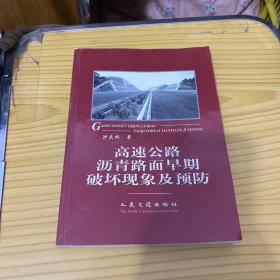 GAOSU GONGLU LIQING LUMIAN
ZAOQI POHUAI XIANXIANG JI YUFANG
沙庆林 著
高速公路
沥青路面早期
破坏现象及预防
人民交通出版社